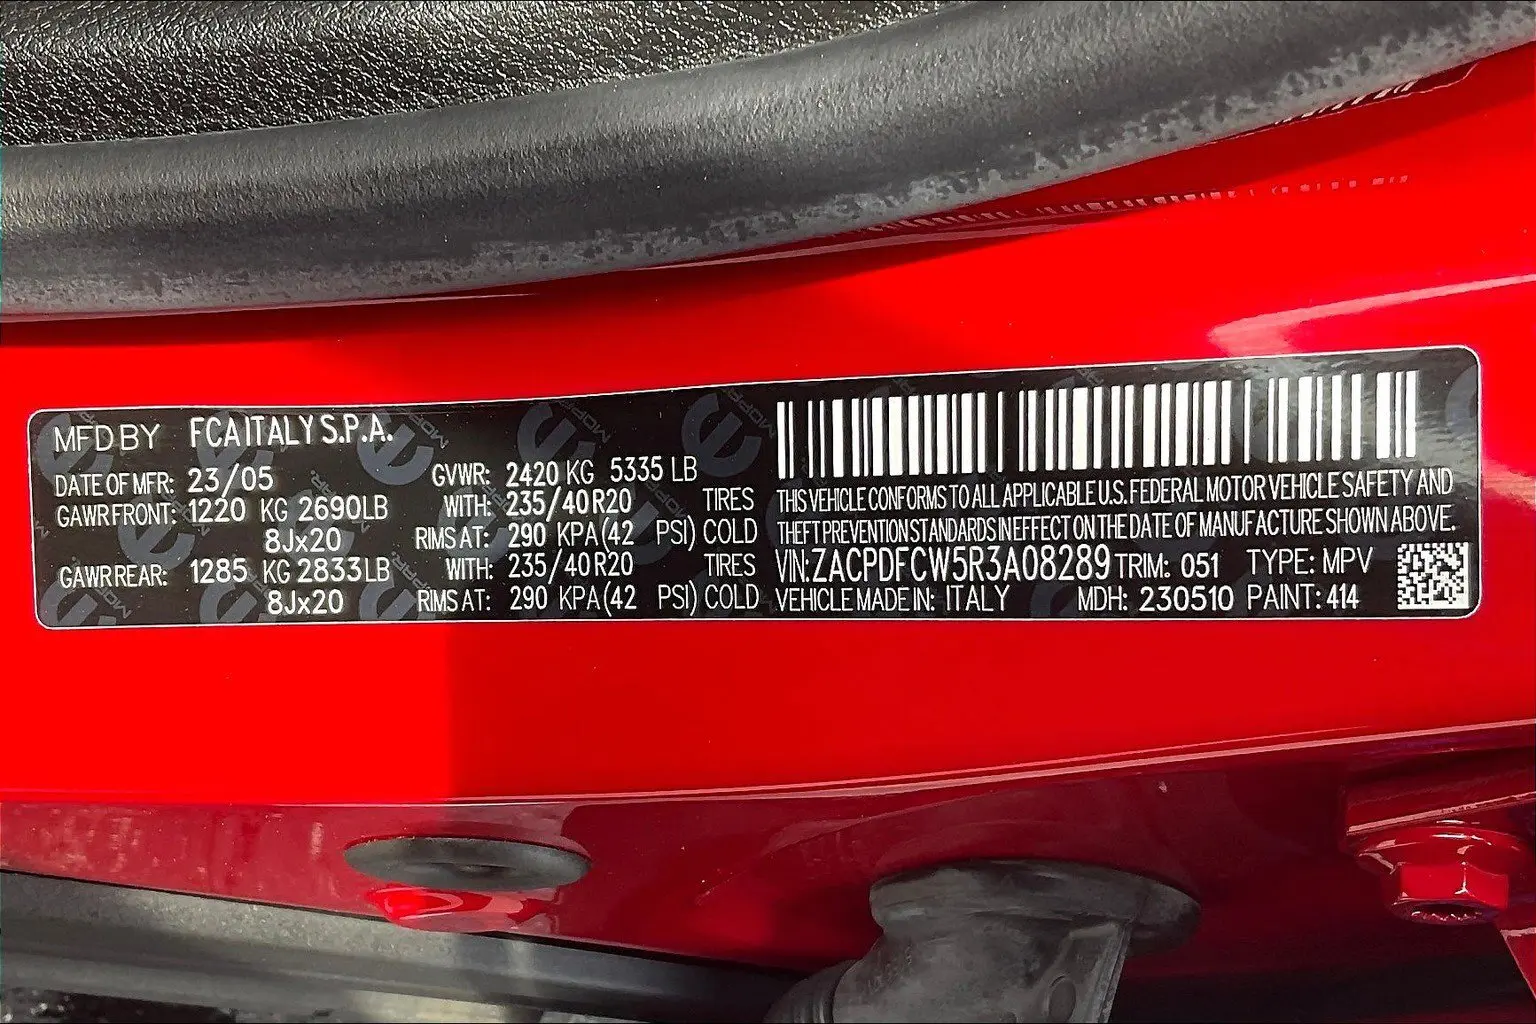 MFD BY FCA ITALY S.P.A.
DATE OF MFR: 23/05 GVWR: 2420 KG 5335 LB
GAWR FRONT: 1220 KG 2690LB WITH: 235/40R20 TIRES
8Jx20 RIMS AT: 290 KPA (42 PSI) COLD
GAWR REAR: 1285 KG 2833LB WITH: 235/40R20 TIRES
8Jx20 RIMS AT: 290 KPA (42 PSI) COLD
THIS VEHICLE CONFORMS TO ALL APPLICABLE U.S. FEDERAL MOTOR VEHICLE SAFETY AND
THEFT PREVENTION STANDARDS IN EFFECT ON THE DATE OF MANUFACTURE SHOWN ABOVE.
VIN: ZACPDFCW5R3A08289 TRIM: 051 TYPE: MPV
VEHICLE MADE IN: ITALY MDH: 230510 PAINT: 414